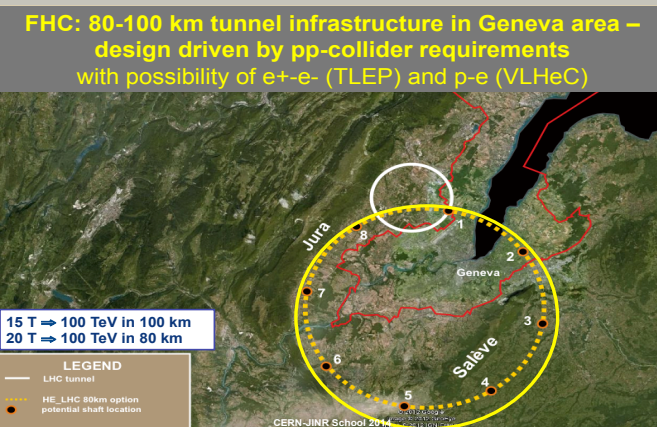 FHC: 80-100 km tunnel infrastructure in Geneva area –
design driven by pp-collider requirements
with possibility of e+-e- (TLEP) and p-e (VLHeC)
Jura
8
1
2
Geneva
7
3
15 T ⇒ 100 TeV in 100 km
20 T ⇒ 100 TeV in 80 km
Salève
6
4
5
LEGEND
LHC tunnel
HE_LHC 80km option
potential shaft location
CERN-JINR School 2014